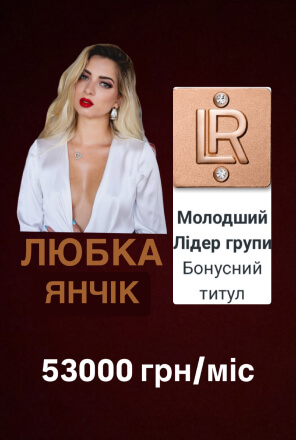 LR
Молодший
Лідер групи
Бонусний
титул
ЛЮБКА
ЯНЧІК
53000 грн/міс